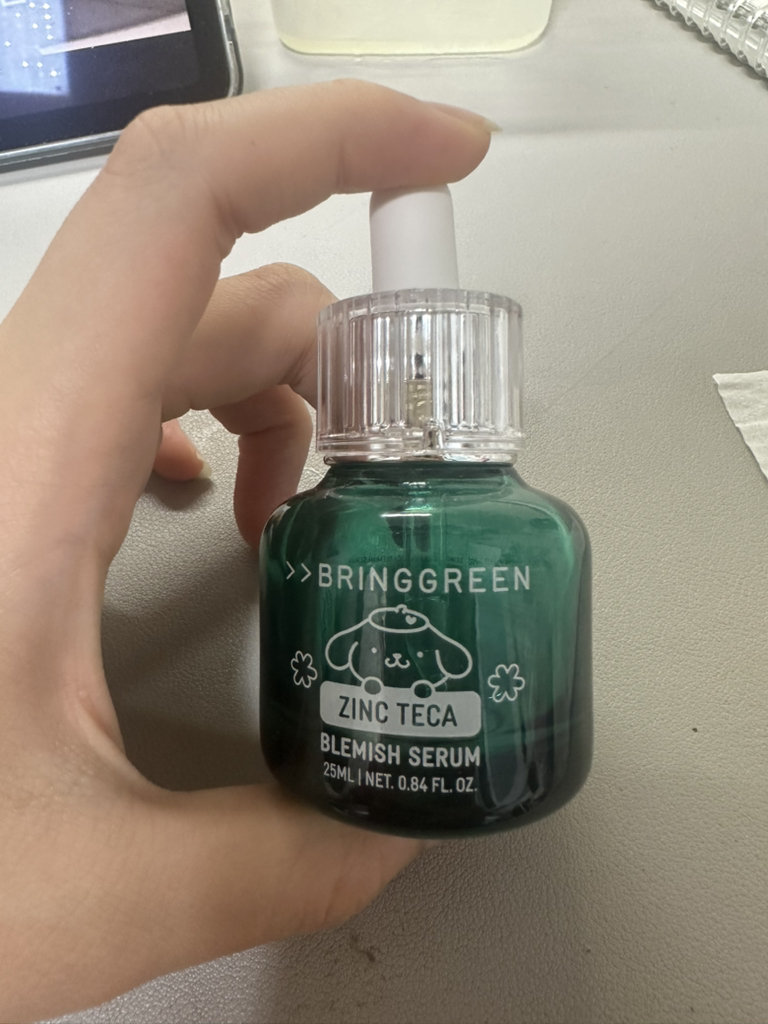 >>BRINGGREEN
ZINC TECA
BLEMISH SERUM
25ML | NET. 0.84 FL. OZ.